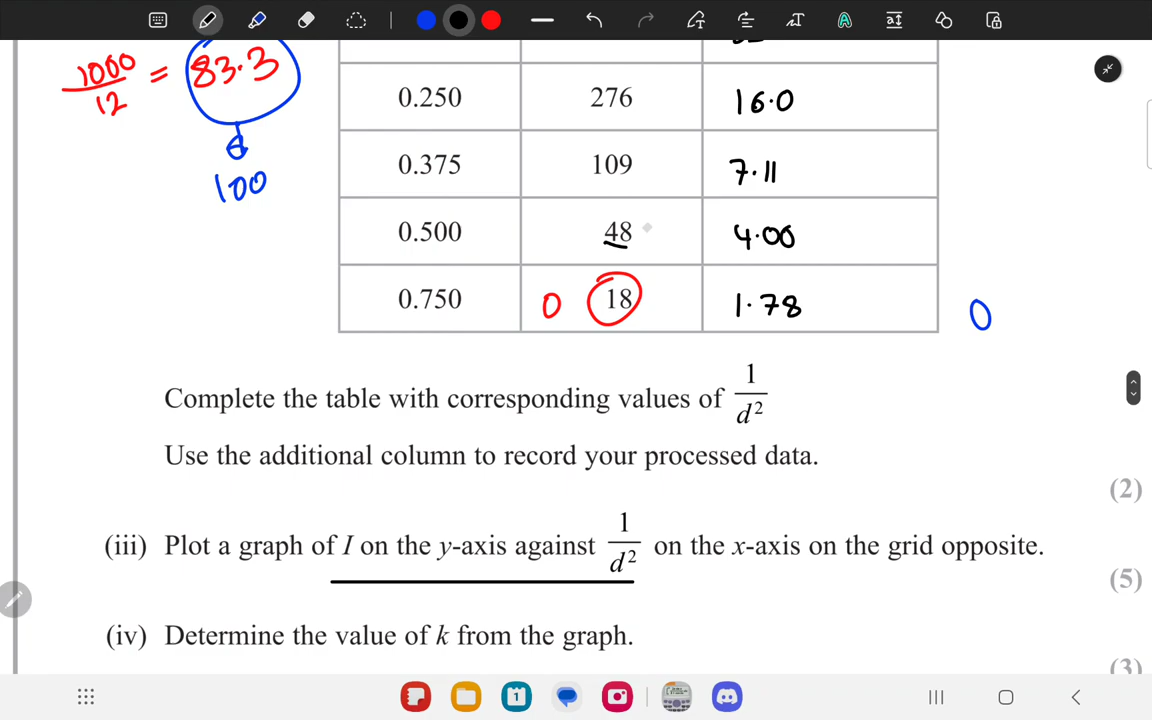 1000
12
= 83.3
100
0.250 276 16.0
0.375 109 7.11
0.500 48 4.00
0.750 0 18 1.78 0
Complete the table with corresponding values of 1/d²
Use the additional column to record your processed data.
(2)
(iii) Plot a graph of I on the y-axis against 1/d² on the x-axis on the grid opposite.
(5)
(iv) Determine the value of k from the graph.
(3)